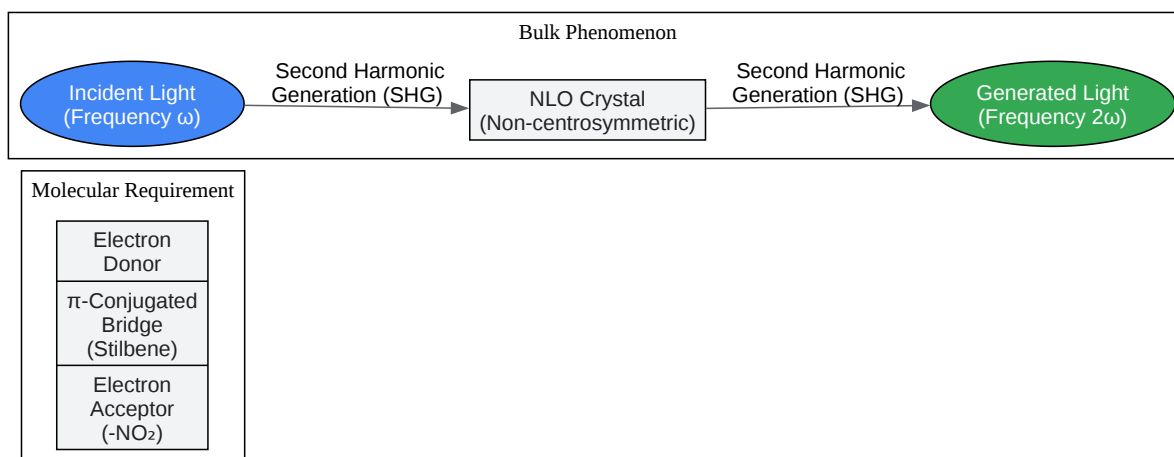 Bulk Phenomenon
Incident Light
(Frequency ω)
Second Harmonic
Generation (SHG)
NLO Crystal
(Non-centrosymmetric)
Second Harmonic
Generation (SHG)
Generated Light
(Frequency 2ω)
Molecular Requirement
Electron
Donor
π-Conjugated
Bridge
(Stilbene)
Electron
Acceptor
(-NO₂)